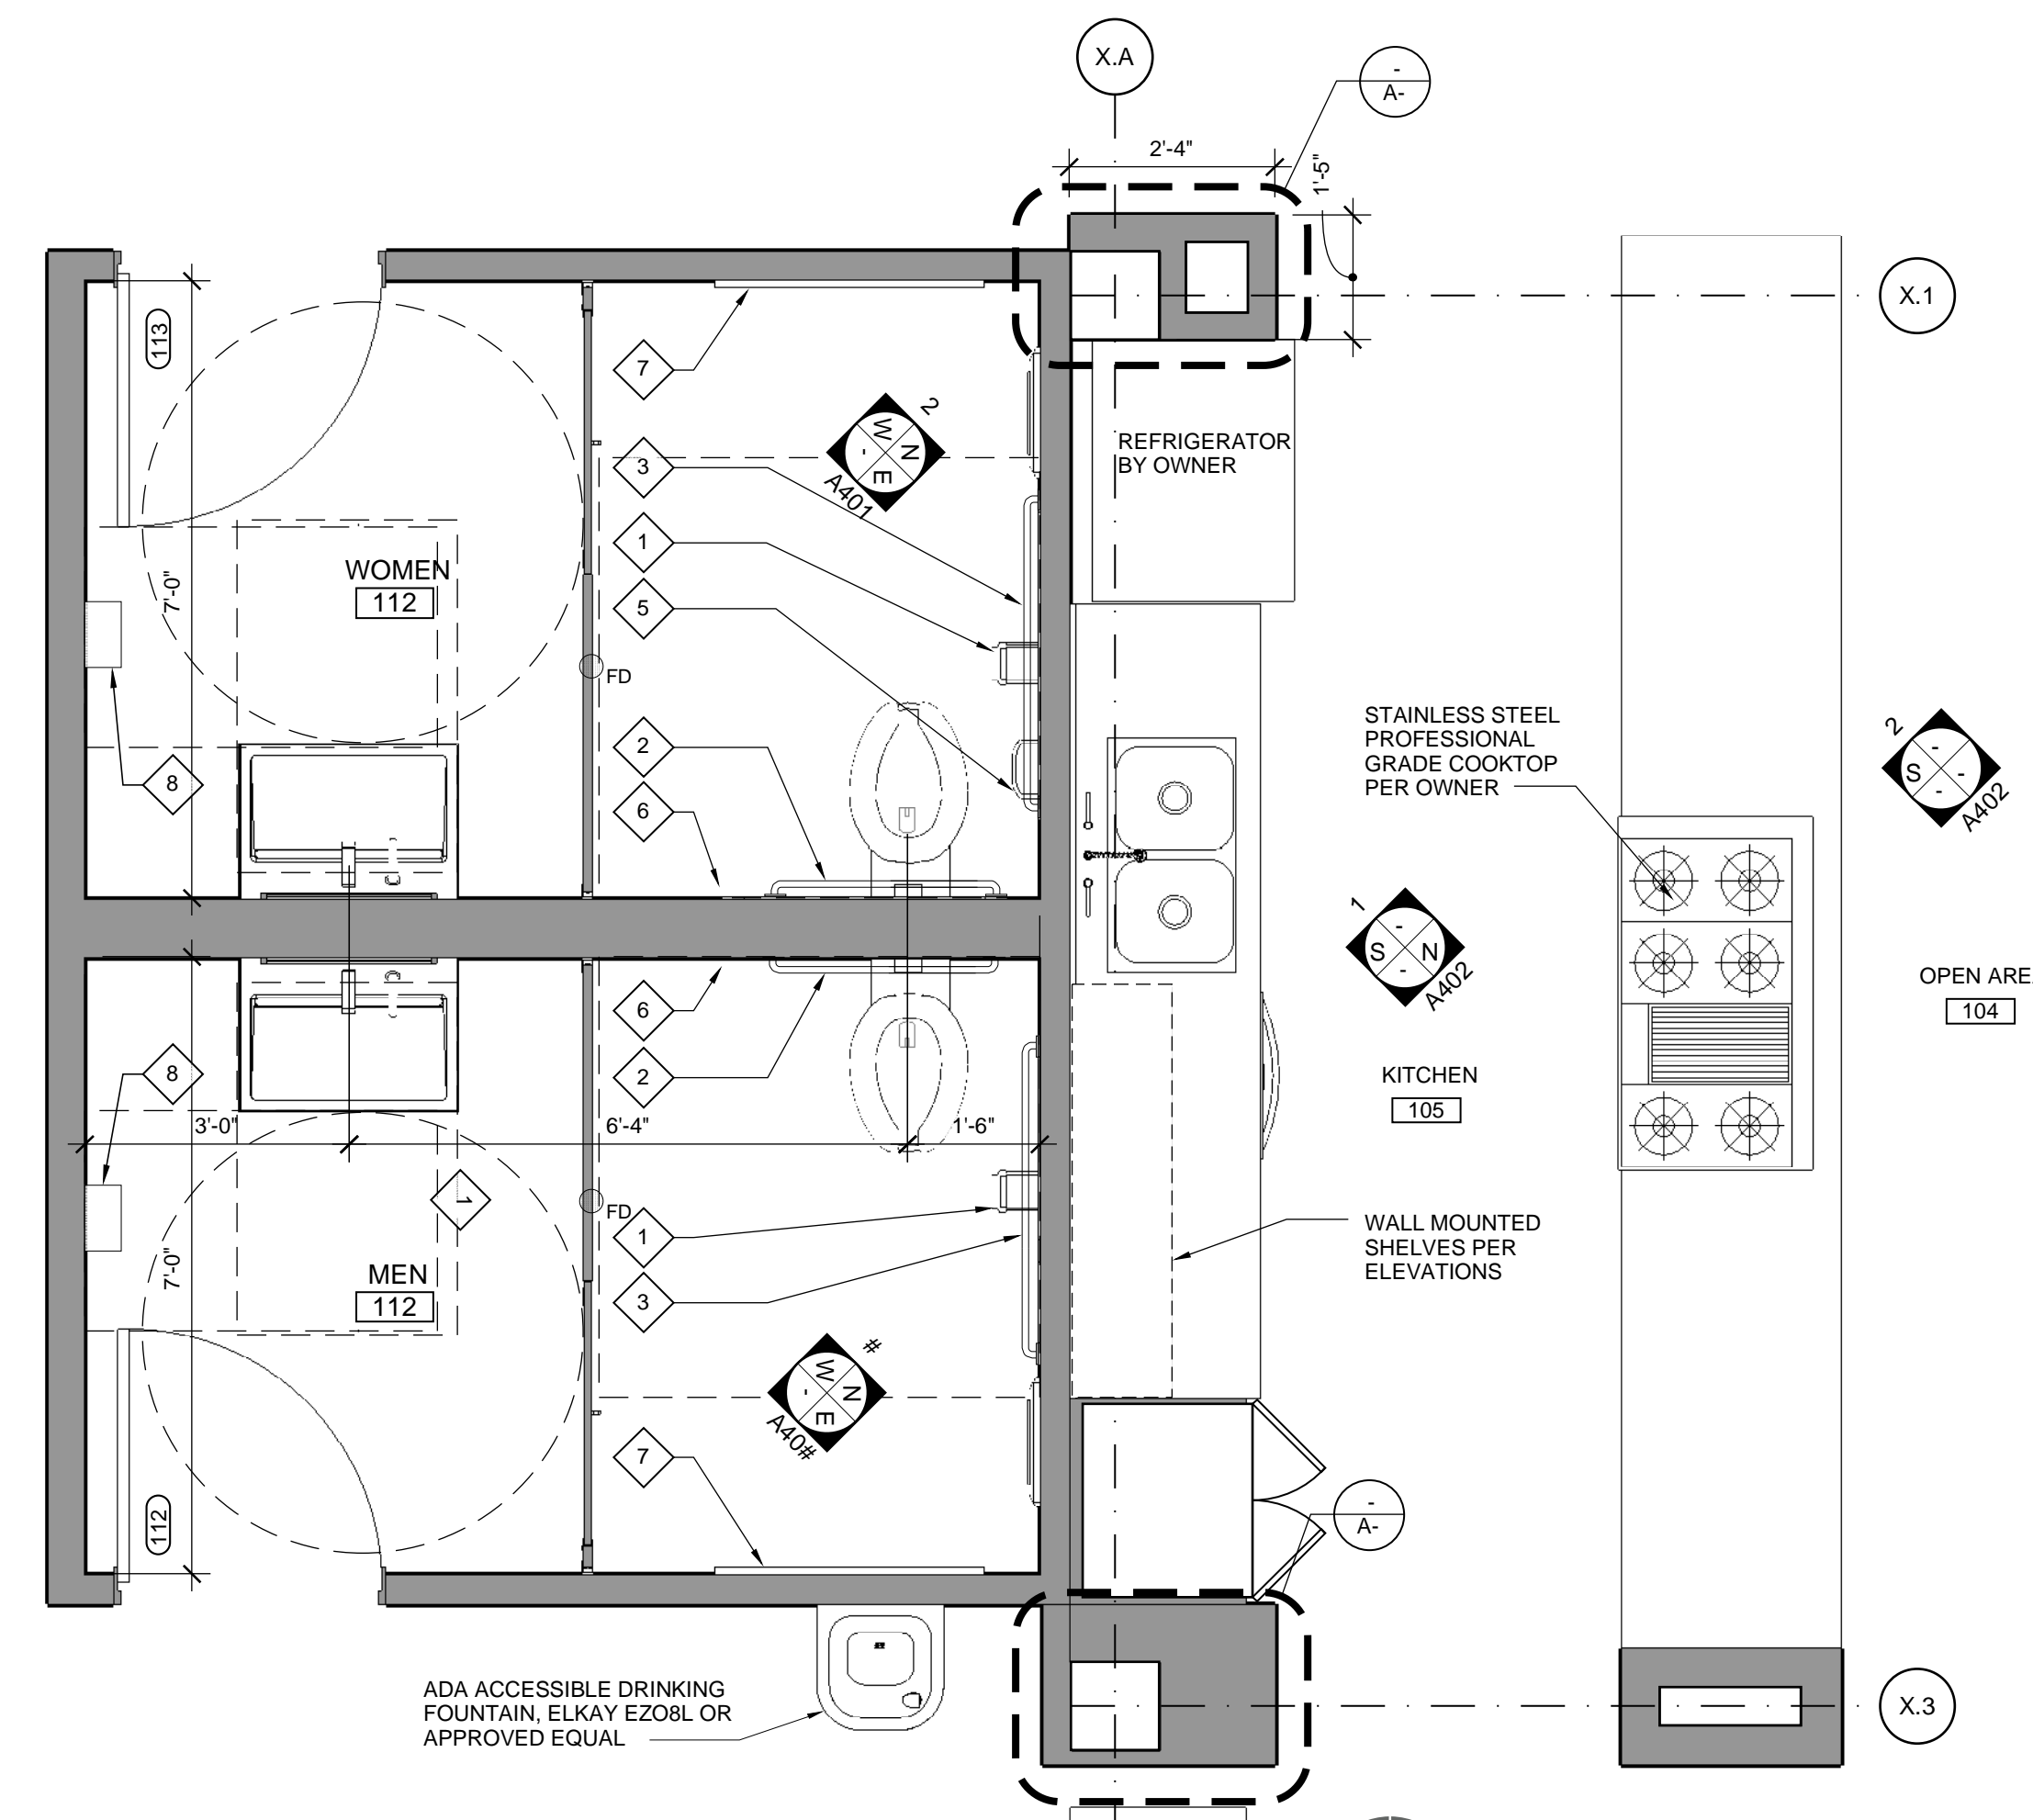 X.A
-
A-
2'-4"
1'-5"
X.1
113
7
2
W
N
-
E
A401
3
REFRIGERATOR
BY OWNER
1
WOMEN
112
7'-0"
5
FD
STAINLESS STEEL
PROFESSIONAL
GRADE COOKTOP
PER OWNER
2
-
S
-
-
A402
2
8
6
1
-
S
N
-
A402
OPEN ARE
104
6
2
8
KITCHEN
105
3'-0"
6'-4"
1'-6"
1
FD
1
WALL MOUNTED
SHELVES PER
ELEVATIONS
7'-0"
MEN
112
3
#
W
N
-
E
A40#
7
112
-
A-
ADA ACCESSIBLE DRINKING
FOUNTAIN, ELKAY EZO8L OR
APPROVED EQUAL
X.3